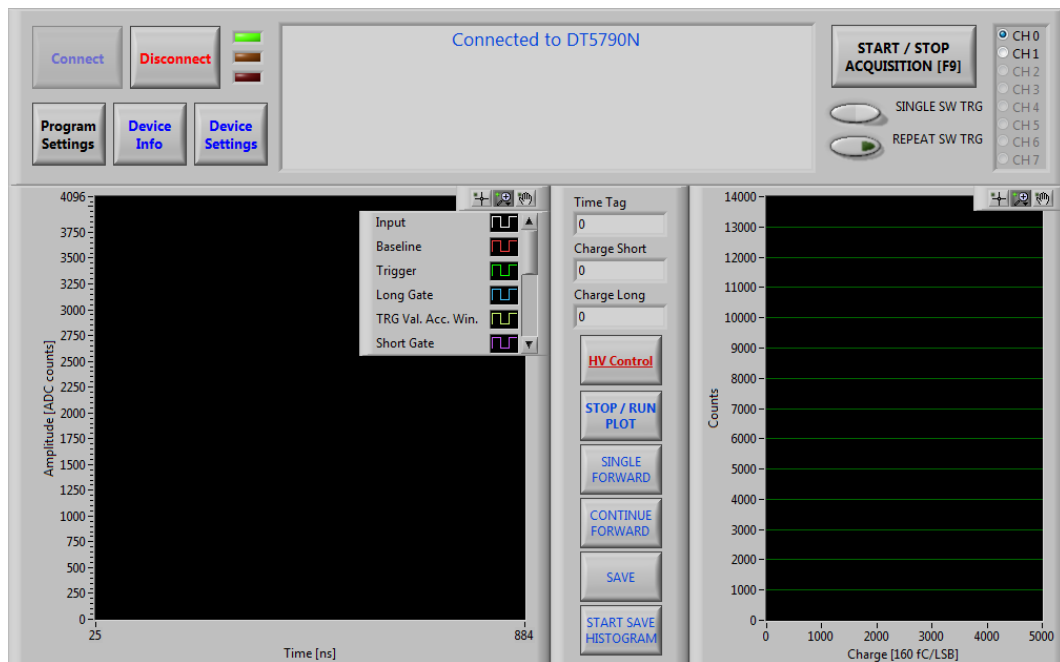 Connect
Disconnect
Program
Settings
Device
Info
Device
Settings
Connected to DT5790N
START / STOP
ACQUISITION [F9]
SINGLE SW TRG
REPEAT SW TRG
CH 0
CH 1
CH 2
CH 3
CH 4
CH 5
CH 6
CH 7
Amplitude [ADC counts]
4096
3750
3500
3250
3000
2750
2500
2250
2000
1750
1500
1250
1000
750
500
250
0
25
884
Time [ns]
Input
Baseline
Trigger
Long Gate
TRG Val. Acc. Win.
Short Gate
Time Tag
0
Charge Short
0
Charge Long
0
HV Control
STOP / RUN
PLOT
SINGLE
FORWARD
CONTINUE
FORWARD
SAVE
START SAVE
HISTOGRAM
Counts
14000
13000
12000
11000
10000
9000
8000
7000
6000
5000
4000
3000
2000
1000
0
0
1000
2000
3000
4000
5000
Charge [160 fC/LSB]